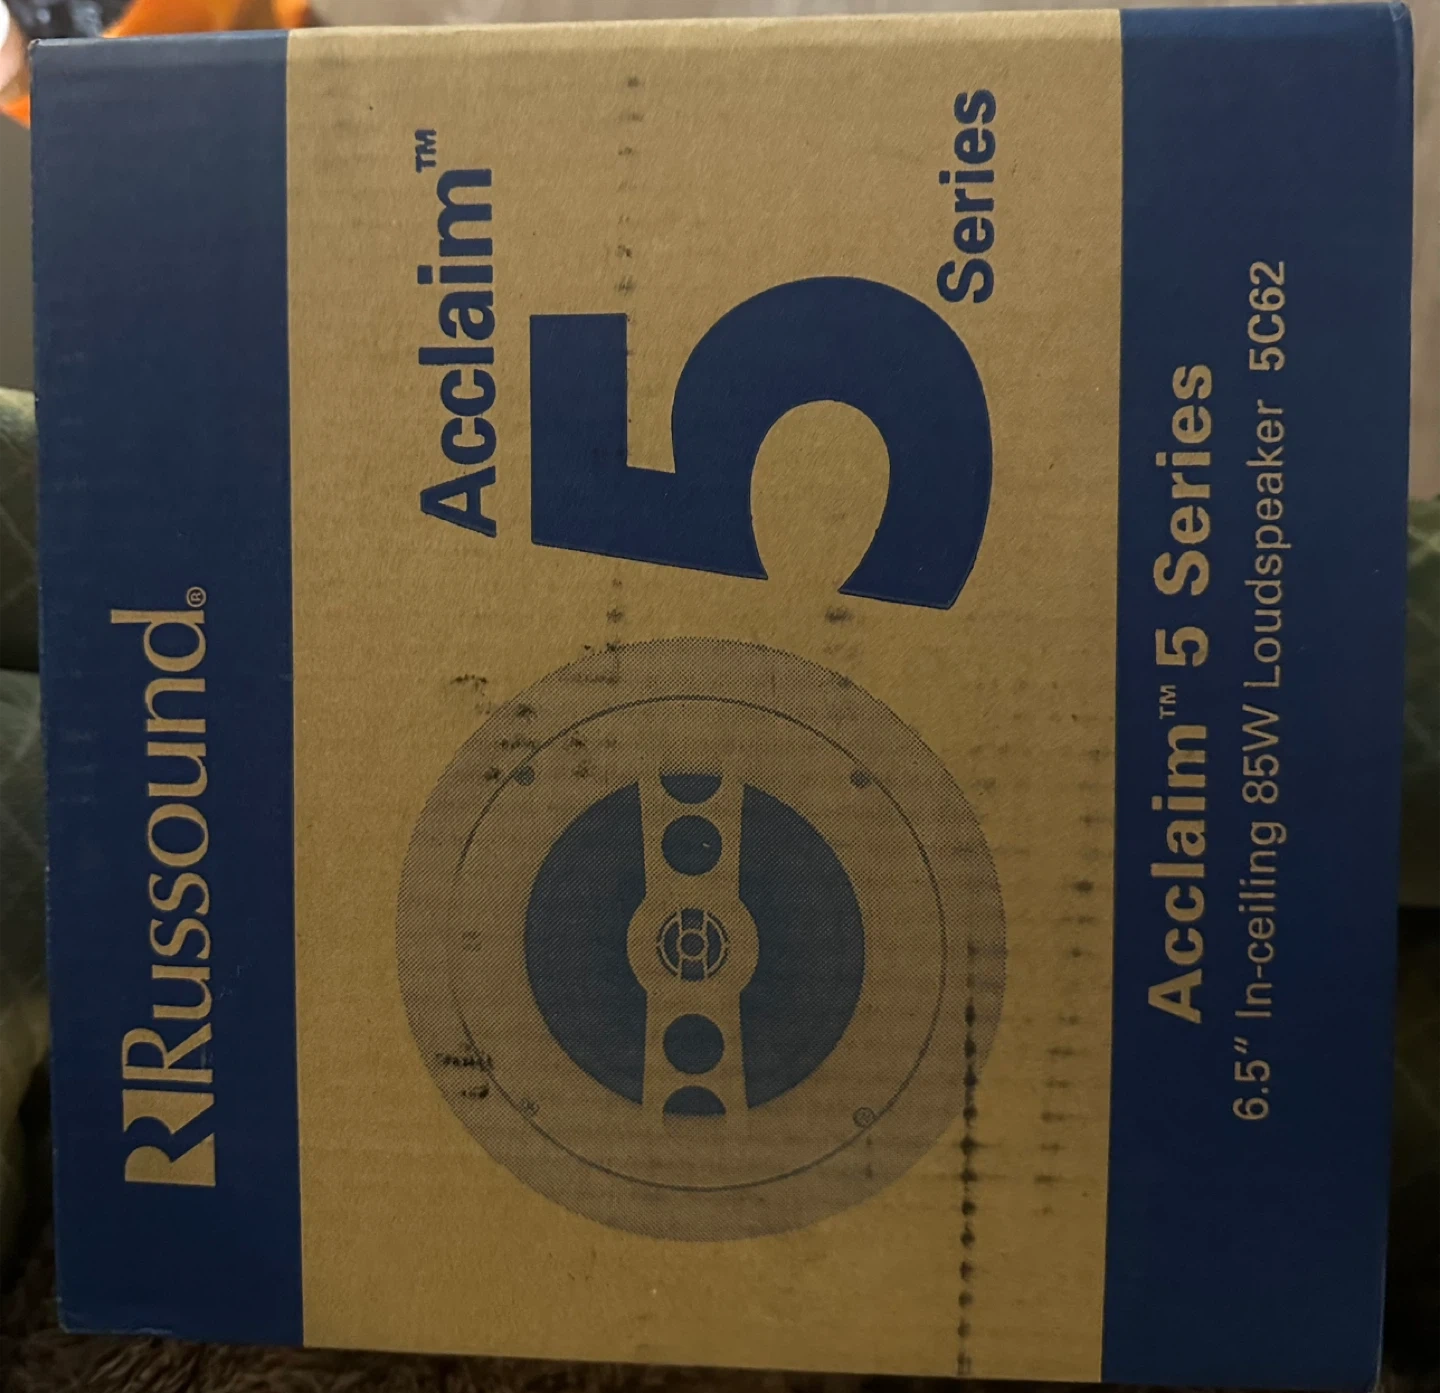 Russound®
Acclaim™
5
Series
Acclaim™ 5 Series
6.5" In-ceiling 85W Loudspeaker 5C62